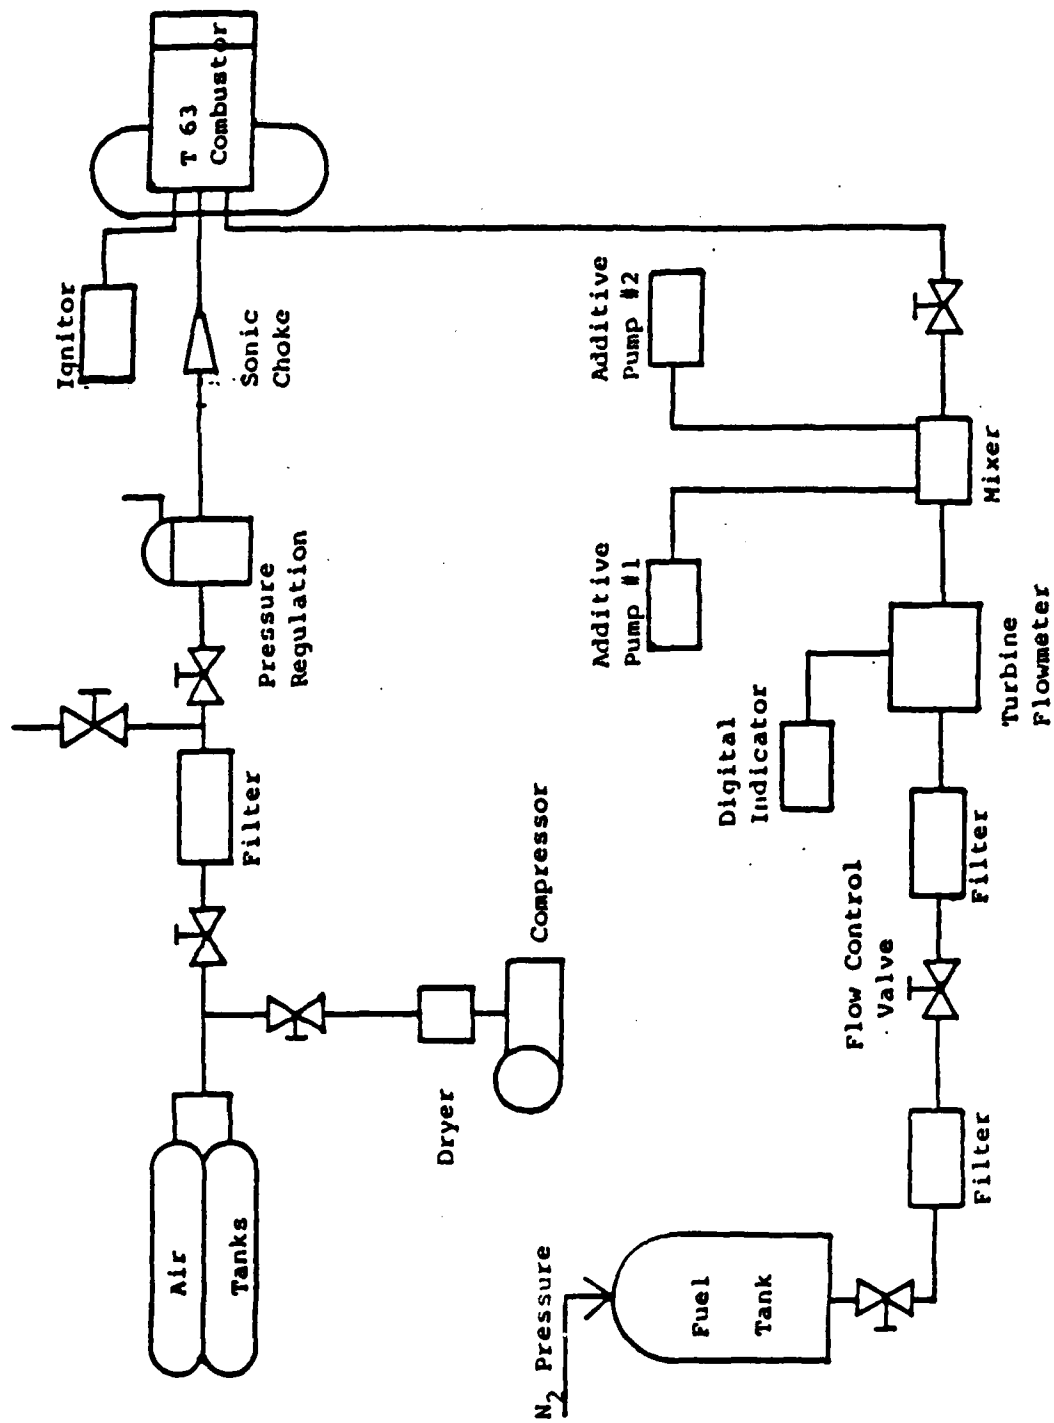 Ignitor
Air
Tanks
T 63
Combustor
Filter
Sonic
Choke
Pressure
Regulation
Dryer
Compressor
N2 Pressure
Additive
Pump #1
Additive
Pump #2
Fuel
Tank
Digital
Indicator
Flow Control
Valve
Filter
Filter
Mixer
Turbine
Flowmeter